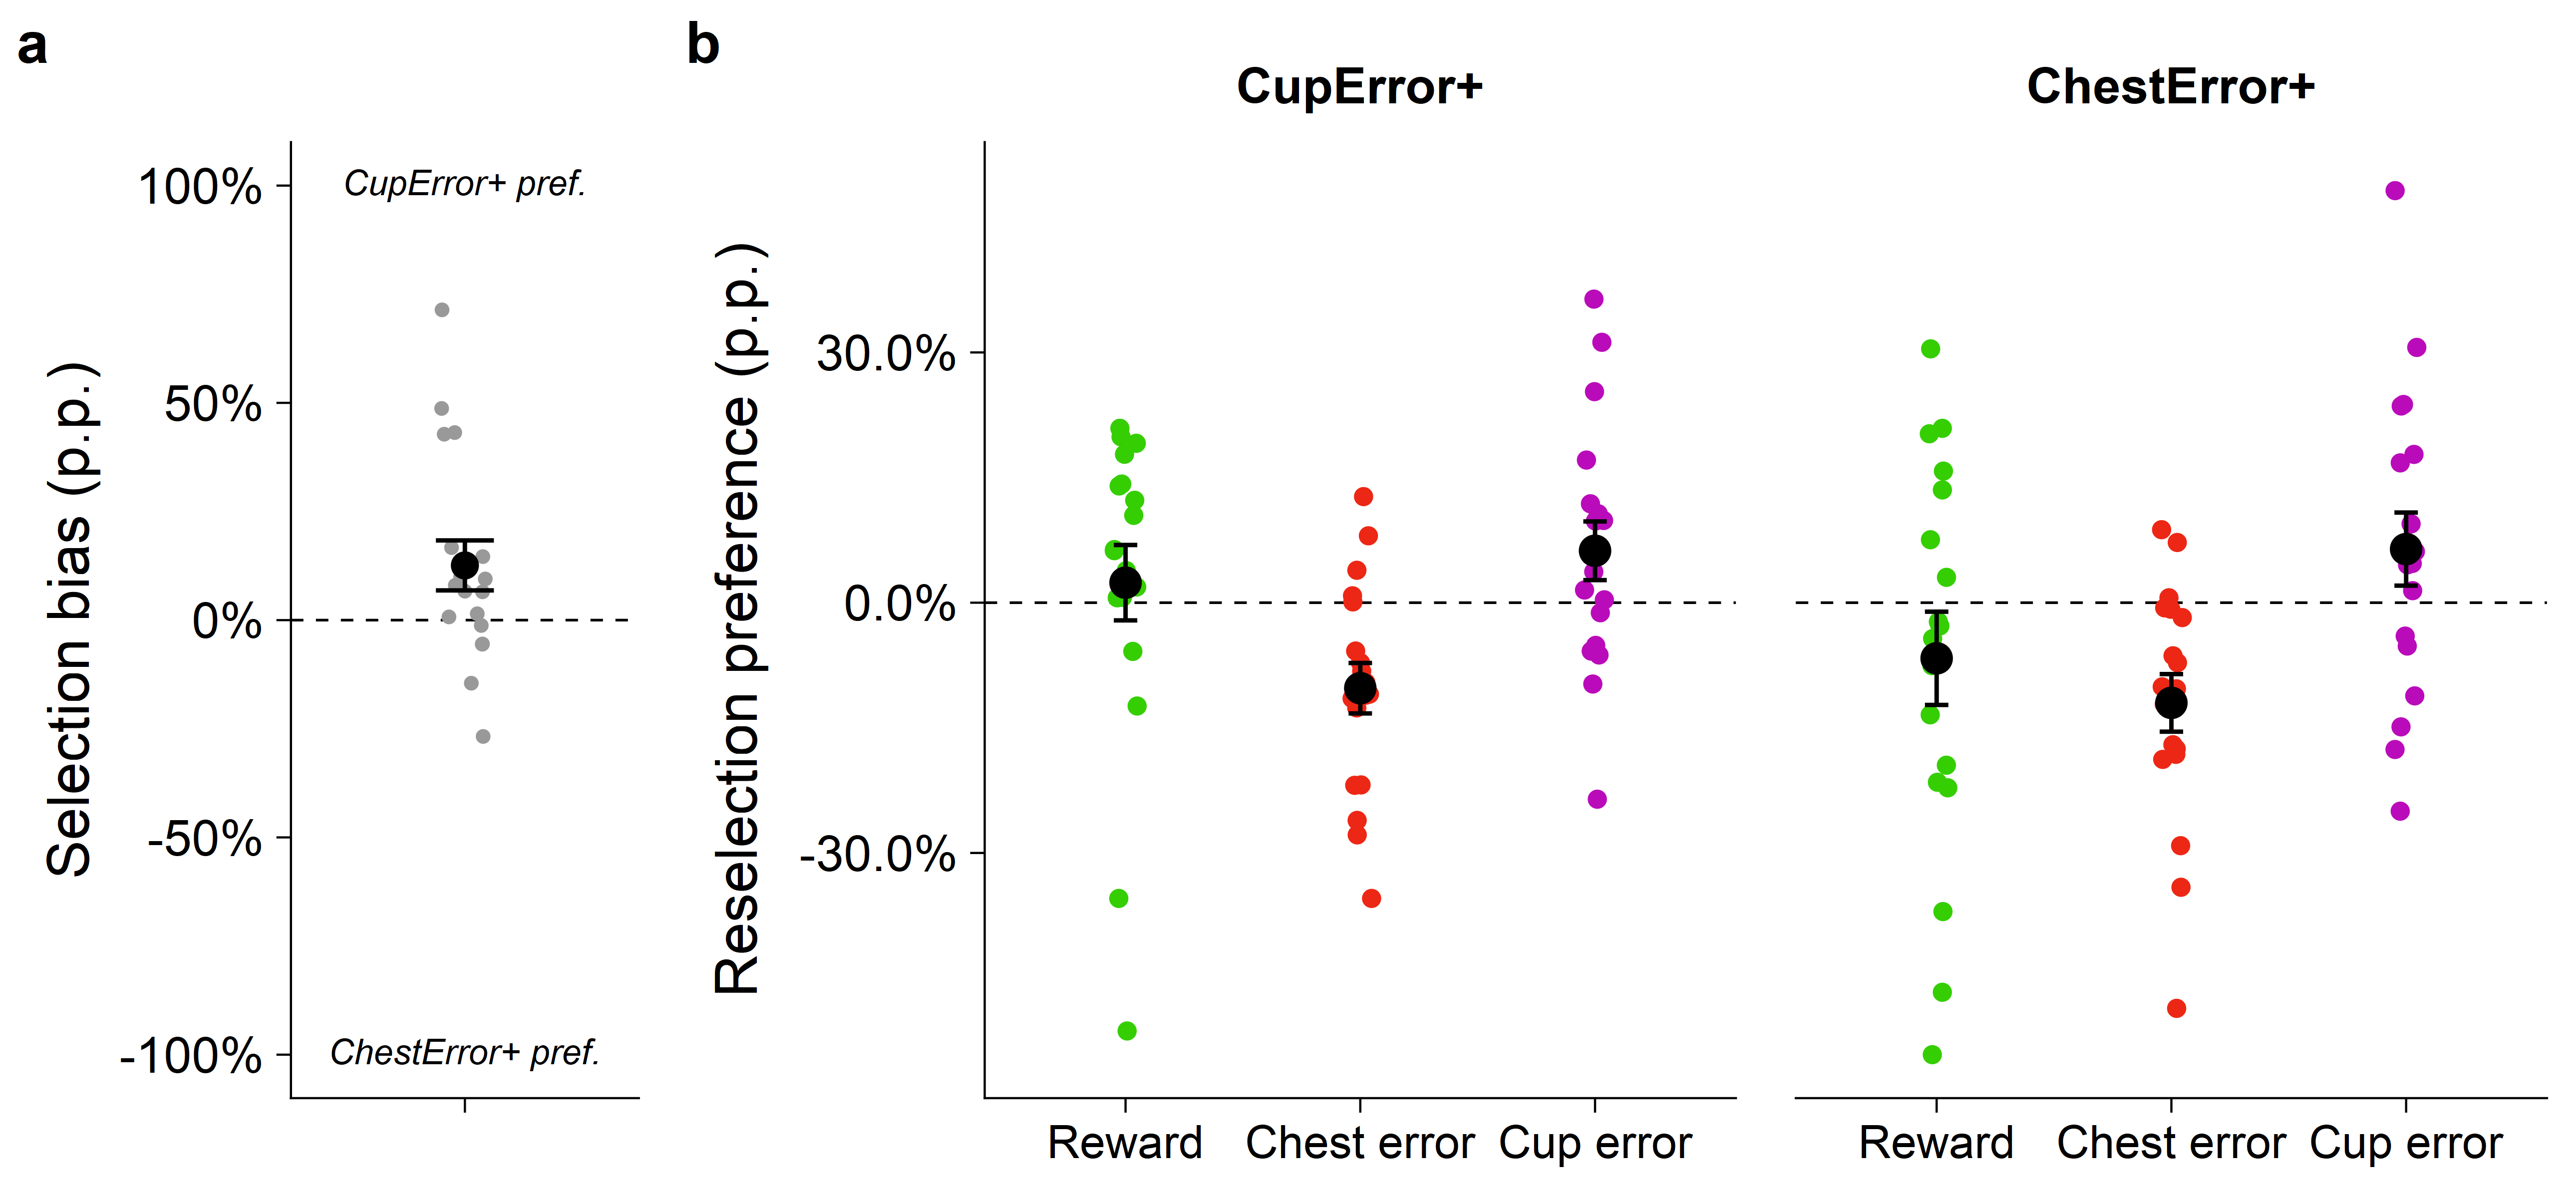 a
b
CupError+
ChestError+
Selection bias (p.p.)
100%
50%
0%
-50%
-100%
CupError+ pref.
ChestError+ pref.
Reselection preference (p.p.)
30.0%
0.0%
-30.0%
Reward
Chest error
Cup error
Reward
Chest error
Cup error